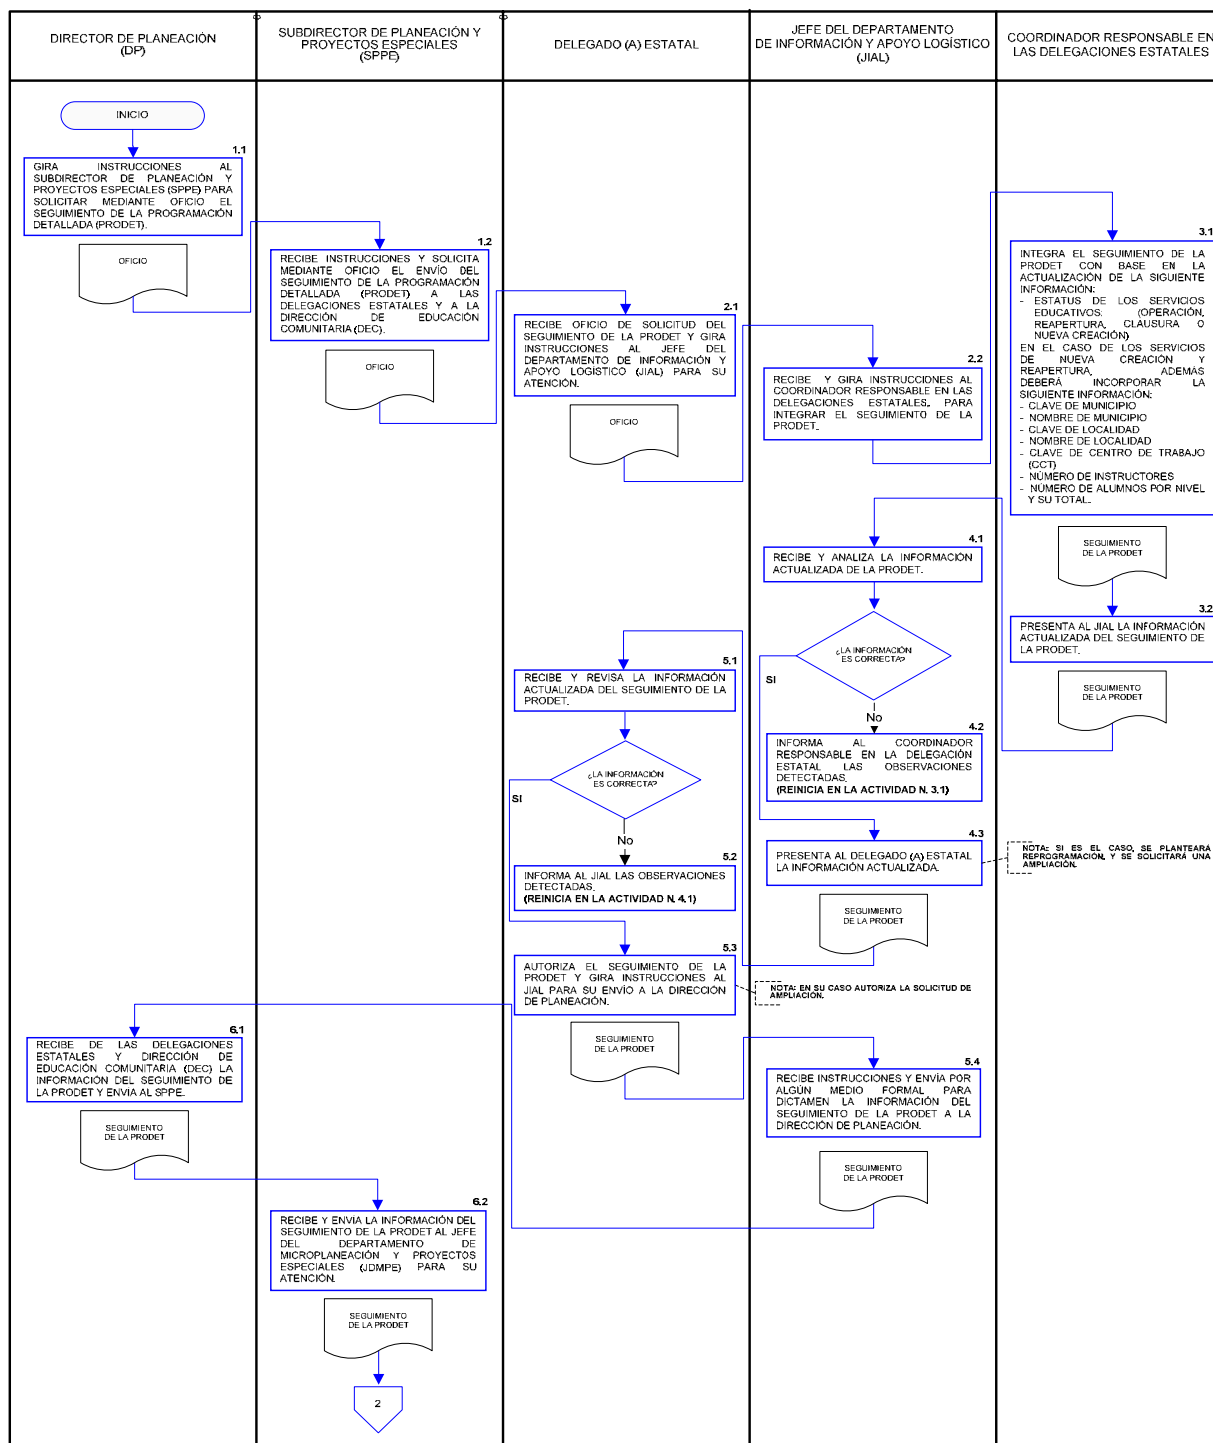 DIRECTOR DE PLANEACIÓN
(DP)
SUBDIRECTOR DE PLANEACIÓN Y
PROYECTOS ESPECIALES
(SPPE)
DELEGADO (A) ESTATAL
JEFE DEL DEPARTAMENTO
DE INFORMACIÓN Y APOYO LOGÍSTICO
(JIAL)
COORDINADOR RESPONSABLE EN
LAS DELEGACIONES ESTATALES
INICIO
1.1
GIRA INSTRUCCIONES AL
SUBDIRECTOR DE PLANEACIÓN Y
PROYECTOS ESPECIALES (SPPE) PARA
SOLICITAR MEDIANTE OFICIO EL
SEGUIMIENTO DE LA PROGRAMACIÓN
DETALLADA (PRODET).
OFICIO
1.2
RECIBE INSTRUCCIONES Y SOLICITA
MEDIANTE OFICIO EL ENVÍO DEL
SEGUIMIENTO DE LA PROGRAMACIÓN
DETALLADA (PRODET) A LAS
DELEGACIONES ESTATALES Y A LA
DIRECCIÓN DE EDUCACIÓN
COMUNITARIA (DEC).
OFICIO
2.1
RECIBE OFICIO DE SOLICITUD DEL
SEGUIMIENTO DE LA PRODET Y GIRA
INSTRUCCIONES AL JEFE DEL
DEPARTAMENTO DE INFORMACIÓN Y
APOYO LOGÍSTICO (JIAL) PARA SU
ATENCIÓN.
OFICIO
2.2
RECIBE Y GIRA INSTRUCCIONES AL
COORDINADOR RESPONSABLE EN LAS
DELEGACIONES ESTATALES, PARA
INTEGRAR EL SEGUIMIENTO DE LA
PRODET.
3.1
INTEGRA EL SEGUIMIENTO DE LA
PRODET CON BASE EN LA
ACTUALIZACIÓN DE LA SIGUIENTE
INFORMACIÓN:
- ESTATUS DE LOS SERVICIOS
EDUCATIVOS: (OPERACIÓN,
REAPERTURA, CLAUSURA O
NUEVA CREACIÓN)
EN EL CASO DE LOS SERVICIOS
DE NUEVA CREACIÓN Y
REAPERTURA, ADEMÁS
DEBERÁ INCORPORAR LA
SIGUIENTE INFORMACIÓN:
- CLAVE DE MUNICIPIO
- NOMBRE DE MUNICIPIO
- CLAVE DE LOCALIDAD
- NOMBRE DE LOCALIDAD
- CLAVE DE CENTRO DE TRABAJO
(CCT)
- NÚMERO DE INSTRUCTORES
- NÚMERO DE ALUMNOS POR NIVEL
Y SU TOTAL.
SEGUIMIENTO
DE LA PRODET
3.2
PRESENTA AL JIAL LA INFORMACIÓN
ACTUALIZADA DEL SEGUIMIENTO DE
LA PRODET.
SEGUIMIENTO
DE LA PRODET
4.1
RECIBE Y ANALIZA LA INFORMACIÓN
ACTUALIZADA DE LA PRODET.
¿LA INFORMACIÓN
ES CORRECTA?
SI
No
4.2
INFORMA AL COORDINADOR
RESPONSABLE EN LA DELEGACIÓN
ESTATAL LAS OBSERVACIONES
DETECTADAS.
(REINICIA EN LA ACTIVIDAD N. 3.1)
4.3
PRESENTA AL DELEGADO (A) ESTATAL
LA INFORMACIÓN ACTUALIZADA.
NOTA: SI ES EL CASO, SE PLANTEARÁ
REPROGRAMACIÓN, Y SE SOLICITARÁ UNA
AMPLIACIÓN.
SEGUIMIENTO
DE LA PRODET
5.1
RECIBE Y REVISA LA INFORMACIÓN
ACTUALIZADA DEL SEGUIMIENTO DE LA
PRODET.
¿LA INFORMACIÓN
ES CORRECTA?
SI
No
5.2
INFORMA AL JIAL LAS OBSERVACIONES
DETECTADAS.
(REINICIA EN LA ACTIVIDAD N. 4.1)
5.3
AUTORIZA EL SEGUIMIENTO DE LA
PRODET Y GIRA INSTRUCCIONES AL
JIAL PARA SU ENVÍO A LA DIRECCIÓN
DE PLANEACIÓN.
NOTA: EN SU CASO AUTORIZA LA SOLICITUD DE
AMPLIACIÓN.
SEGUIMIENTO
DE LA PRODET
5.4
RECIBE INSTRUCCIONES Y ENVÍA POR
ALGÚN MEDIO FORMAL PARA
DICTAMEN LA INFORMACIÓN DEL
SEGUIMIENTO DE LA PRODET A LA
DIRECCIÓN DE PLANEACIÓN.
SEGUIMIENTO
DE LA PRODET
6.1
RECIBE DE LAS DELEGACIONES
ESTATALES Y DIRECCIÓN DE
EDUCACIÓN COMUNITARIA (DEC) LA
INFORMACIÓN DEL SEGUIMIENTO DE
LA PRODET Y ENVIA AL SPPE.
SEGUIMIENTO
DE LA PRODET
6.2
RECIBE Y ENVIA LA INFORMACIÓN DEL
SEGUIMIENTO DE LA PRODET AL JEFE
DEL DEPARTAMENTO DE
MICROPLANEACIÓN Y PROYECTOS
ESPECIALES (JDMPE) PARA SU
ATENCIÓN.
SEGUIMIENTO
DE LA PRODET
2